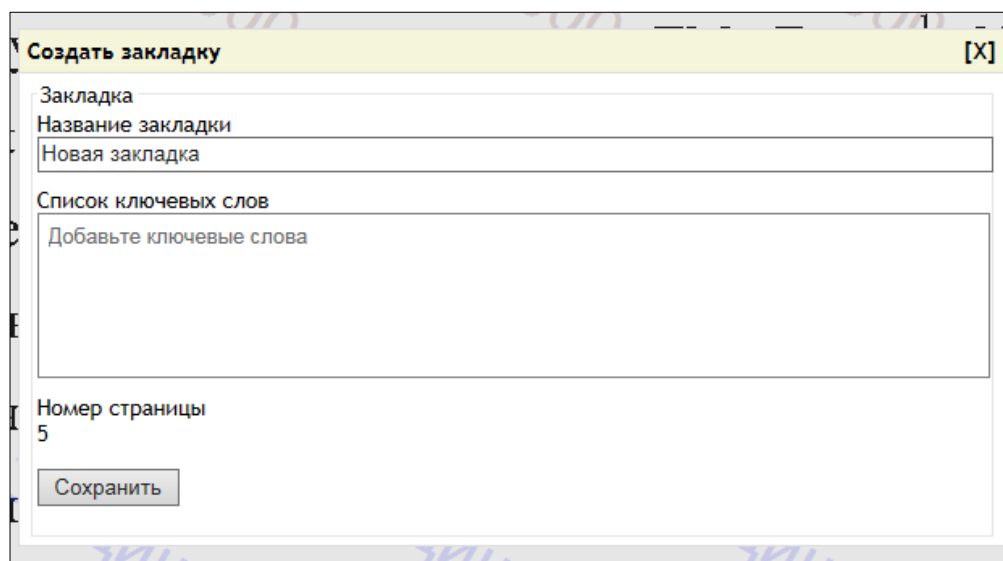 Создать закладку [X]
Закладка
Название закладки
Новая закладка
Список ключевых слов
Добавьте ключевые слова
Номер страницы
5
Сохранить